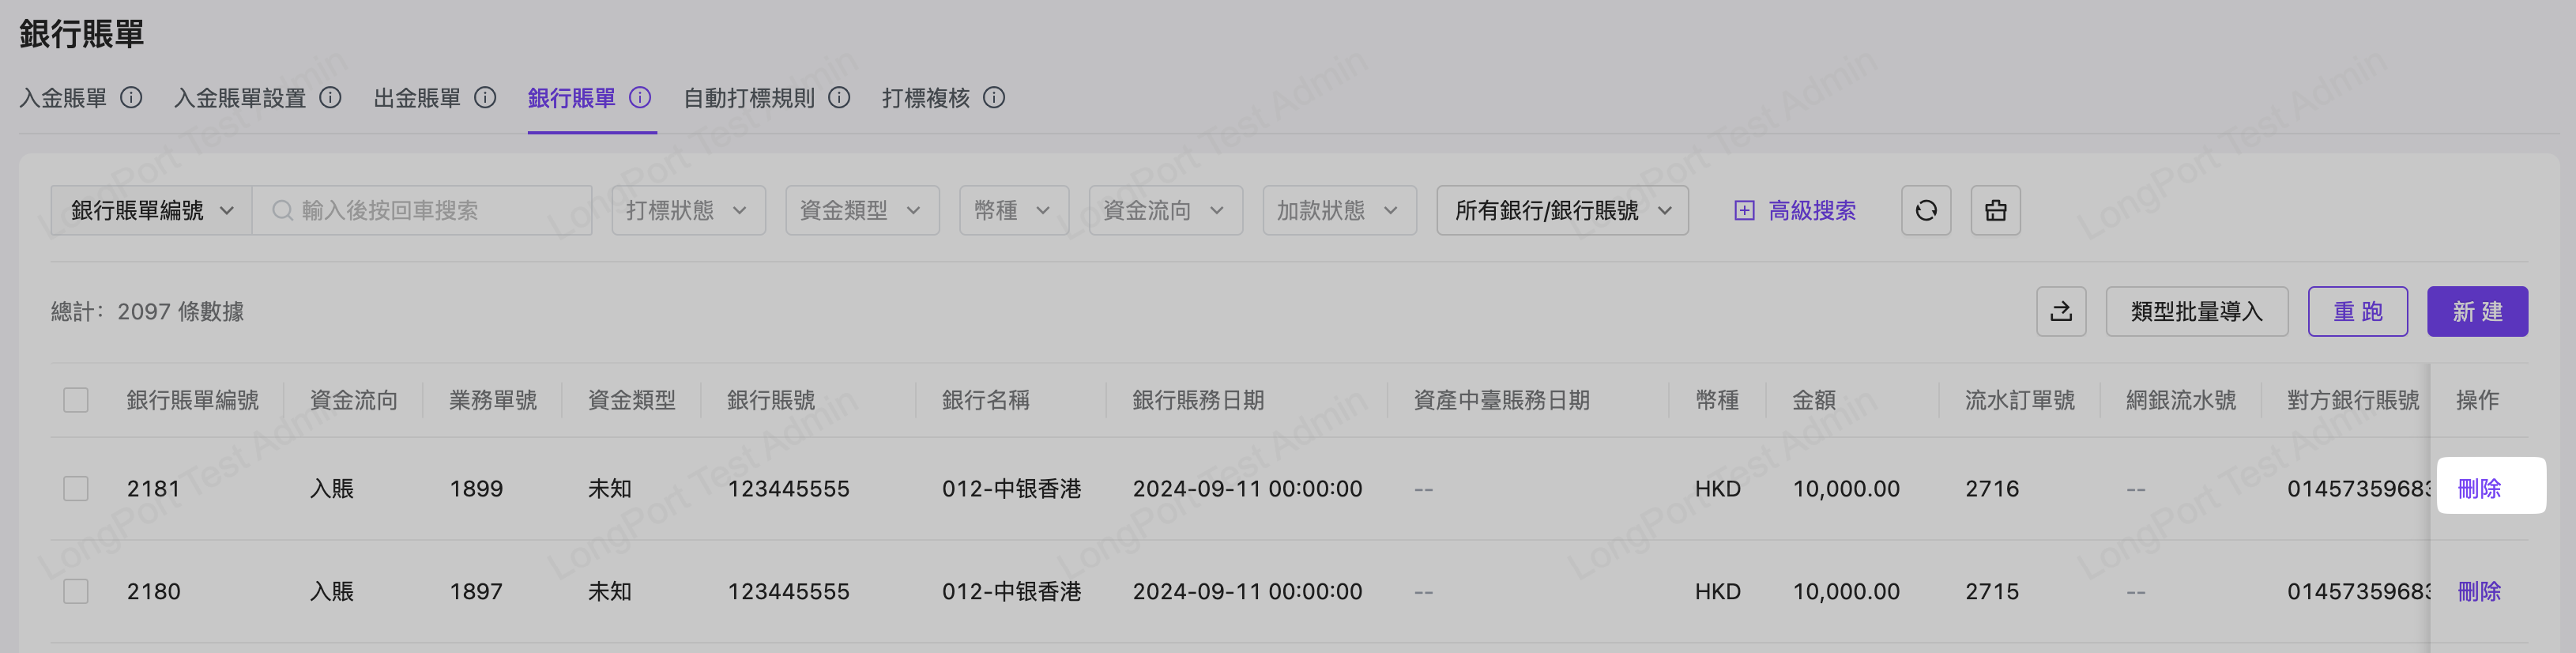 銀行賬單
入金賬單 入金賬單設置 出金賬單 銀行賬單 自動打標規則 打標複核
銀行賬單編號 輸入後按回車搜索 打標狀態 資金類型 幣種 資金流向 加款狀態 所有銀行/銀行賬號 高級搜索
總計： 2097 條數據 類型批量導入 重 跑 新 建
銀行賬單編號 資金流向 業務單號 資金類型 銀行賬號 銀行名稱 銀行賬務日期 資產中臺賬務日期 幣種 金額 流水訂單號 網銀流水號 對方銀行賬號 操作
2181 入賬 1899 未知 123445555 012-中银香港 2024-09-11 00:00:00 -- HKD 10,000.00 2716 -- 01457359683 刪除
2180 入賬 1897 未知 123445555 012-中银香港 2024-09-11 00:00:00 -- HKD 10,000.00 2715 -- 01457359683 刪除
LongPort Test Admin